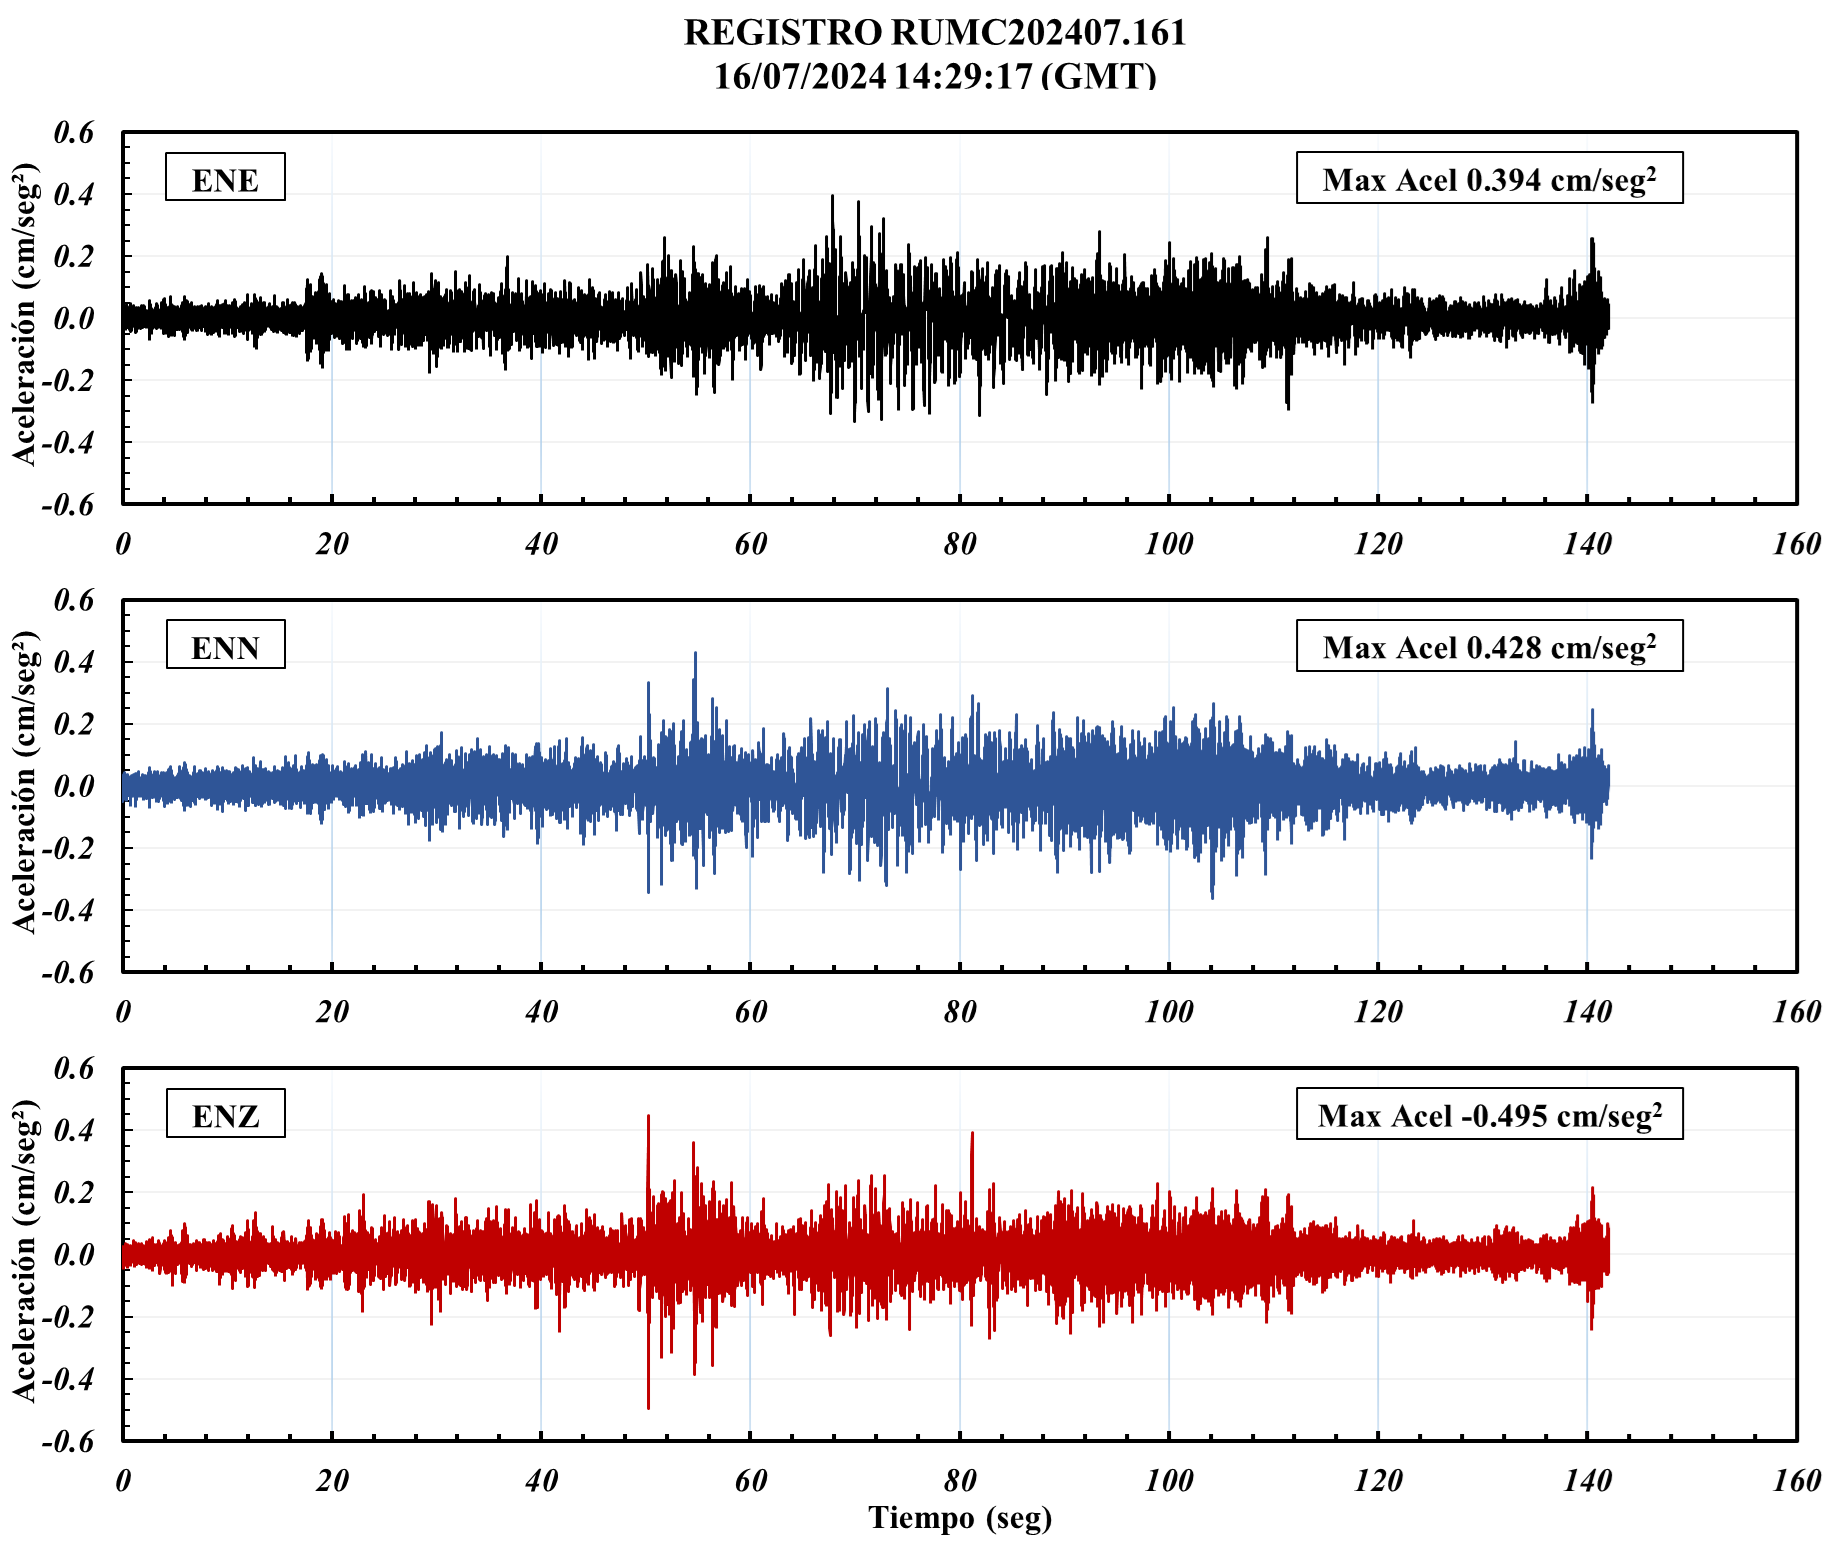 REGISTRO RUMC202407.161
16/07/2024 14:29:17 (GMT)
Aceleración (cm/seg²)
0.6
0.4
0.2
0.0
-0.2
-0.4
-0.6
ENE
Max Acel 0.394 cm/seg²
0 20 40 60 80 100 120 140 160
Aceleración (cm/seg²)
0.6
0.4
0.2
0.0
-0.2
-0.4
-0.6
ENN
Max Acel 0.428 cm/seg²
0 20 40 60 80 100 120 140 160
Aceleración (cm/seg²)
0.6
0.4
0.2
0.0
-0.2
-0.4
-0.6
ENZ
Max Acel -0.495 cm/seg²
0 20 40 60 80 100 120 140 160
Tiempo (seg)